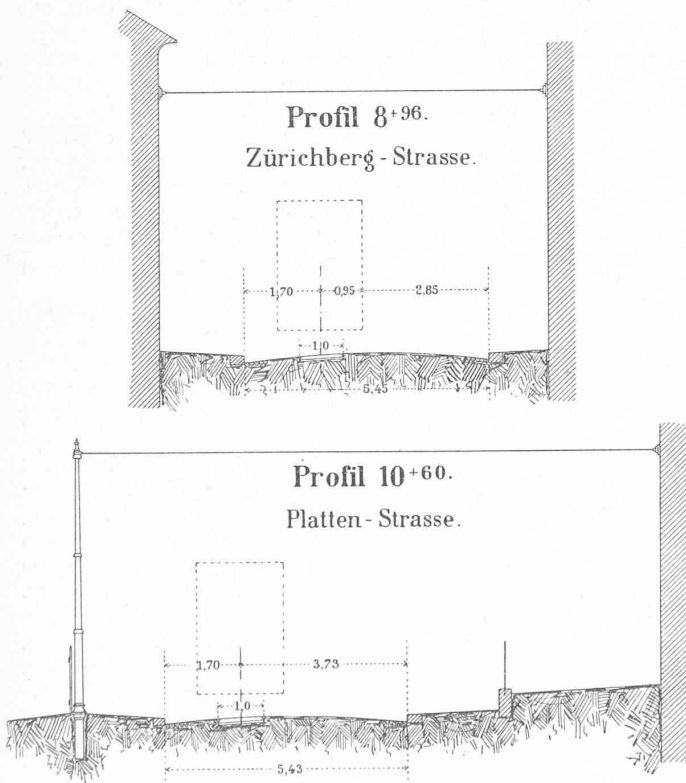 Profil 8+96.
Zürichberg - Strasse.
1,70 0,95 2,85
1,0
5,45
Profil 10+60.
Platten - Strasse.
1,70 3,73
1,0
5,43